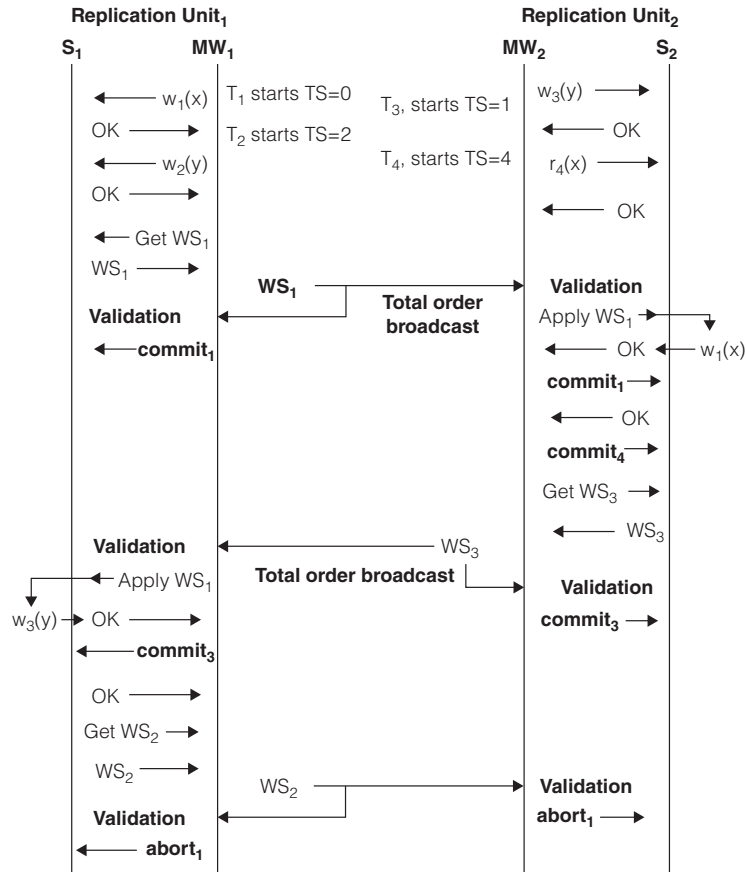 Replication Unit₁
Replication Unit₂
S₁
MW₁
MW₂
S₂
w₁(x)
T₁ starts TS=0
T₃, starts TS=1
w₃(y)
OK
T₂ starts TS=2
OK
w₂(y)
T₄, starts TS=4
r₄(x)
OK
OK
Get WS₁
WS₁
WS₁
Validation
Validation
Total order
broadcast
Apply WS₁
commit₁
OK
w₁(x)
commit₁
OK
commit₄
Get WS₃
WS₃
Validation
WS₃
Apply WS₁
Total order broadcast
Validation
w₃(y)
OK
commit₃
commit₃
OK
Get WS₂
WS₂
WS₂
Validation
Validation
abort₁
abort₁